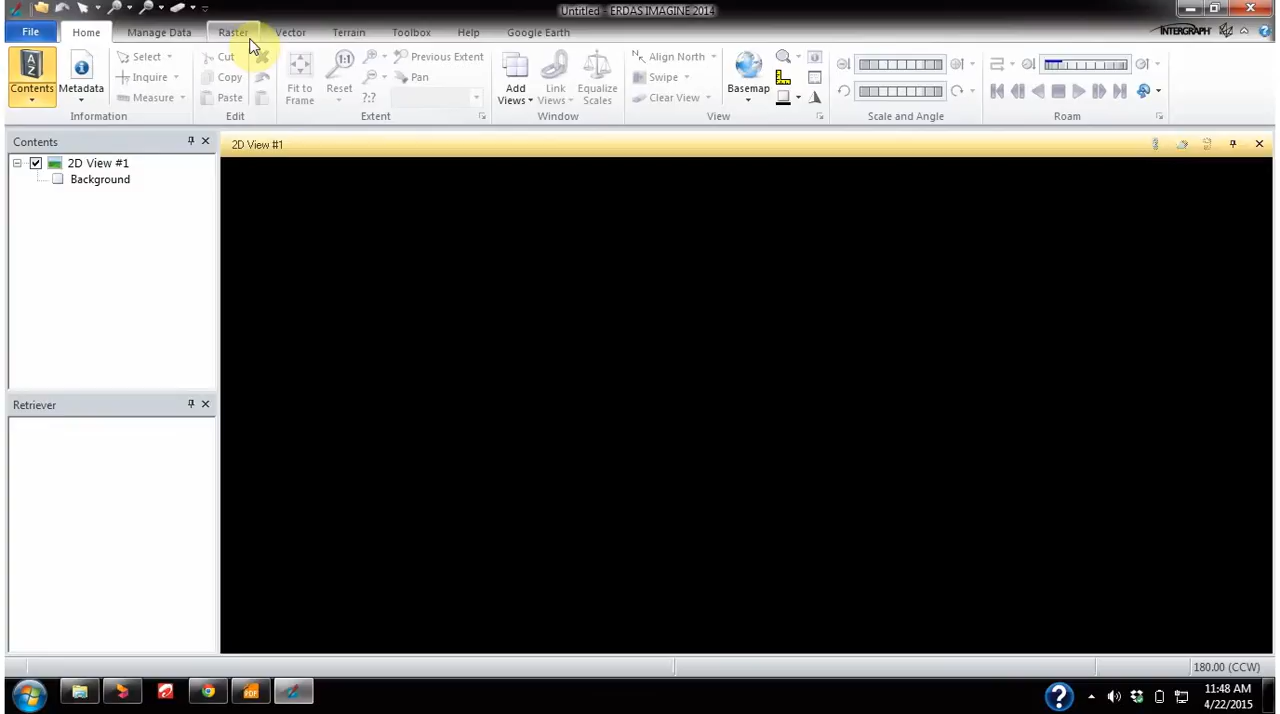 Untitled - ERDAS IMAGINE 2014
File Home Manage Data Raster Vector Terrain Toolbox Help Google Earth
INTERGRAPH
Contents
Metadata
Select
Inquire
Measure
Information
Cut
Copy
Paste
Edit
Fit to
Frame
Reset
?:?
Previous Extent
Pan
Extent
Add
Views
Link
Views
Equalize
Scales
Window
Align North
Swipe
Clear View
Basemap
View
Scale and Angle
Roam
Contents
2D View #1
Background
2D View #1
Retriever
180.00 (CCW)
11:48 AM
4/22/2015